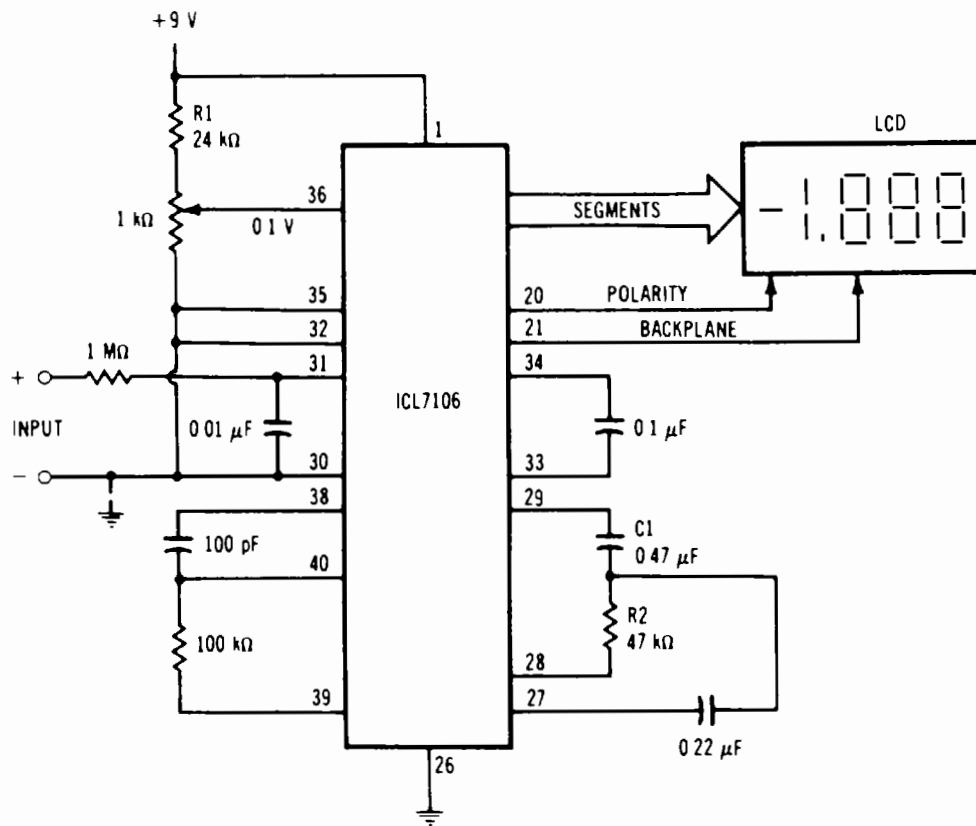 +9 V
R1
24 kΩ
1
LCD
36
1 kΩ
0 1 V
SEGMENTS
-1.888
35
20
POLARITY
32
21
BACKPLANE
1 MΩ
31
34
+
ICL7106
INPUT
0 01 μF
0 1 μF
−
30
33
38
29
100 pF
C1
0 47 μF
40
R2
47 kΩ
100 kΩ
28
39
27
0 22 μF
26